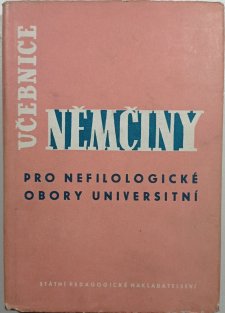 UČEBNICE
NĚMČINY
PRO NEFILOLOGICKÉ
OBORY UNIVERSITNÍ
STÁTNÍ PEDAGOGICKÉ NAKLADATELSTVÍ